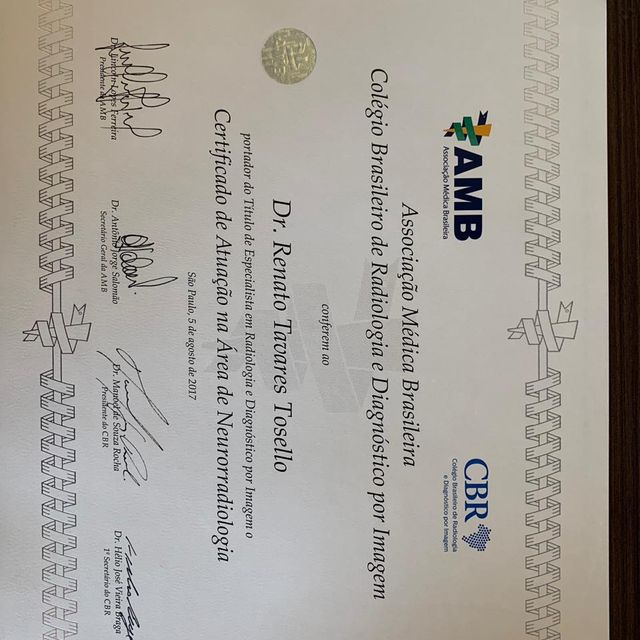 AMB
Associação Médica Brasileira
CBR
Colégio Brasileiro de Radiologia
e Diagnóstico por Imagem
Associação Médica Brasileira
Colégio Brasileiro de Radiologia e Diagnóstico por Imagem
conferem ao
Dr. Renato Tavares Tosello
portador do Título de Especialista em Radiologia e Diagnóstico por Imagem o
Certificado de Atuação na Área de Neurorradiologia
São Paulo, 5 de agosto de 2017
Dr. Lincoln Lopes Ferreira
Presidente da AMB
Dr. Antônio Jorge Salomão
Secretário Geral da AMB
Dr. Manoel de Souza Rocha
Presidente do CBR
Dr. Hélio José Vieira Braga
1º Secretário do CBR